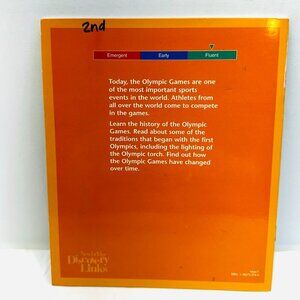 2nd
Emergent Early Fluent
Today, the Olympic Games are one
of the most important sports
events in the world. Athletes from
all over the world come to compete
in the games.
Learn the history of the Olympic
Games. Read about some of the
traditions that began with the first
Olympics, including the lighting of
the Olympic torch. Find out how
the Olympic Games have changed
over time.
Newbridge
Discovery
Links